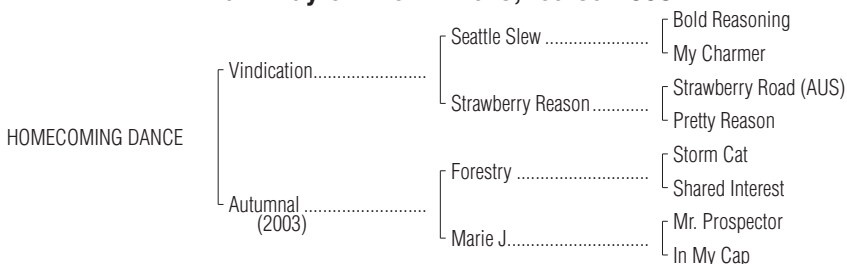 Bold Reasoning
Seattle Slew ......................
My Charmer
Vindication.......................
Strawberry Road (AUS)
Strawberry Reason............
Pretty Reason
HOMECOMING DANCE
Storm Cat
Forestry ...........................
Shared Interest
Autumnal .........................
(2003)
Mr. Prospector
Marie J.............................
In My Cap